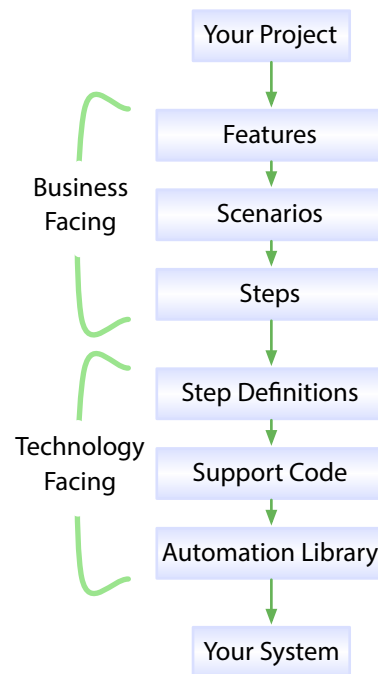 Your Project
Features
Business
Facing
Scenarios
Steps
Step Definitions
Technology
Facing
Support Code
Automation Library
Your System